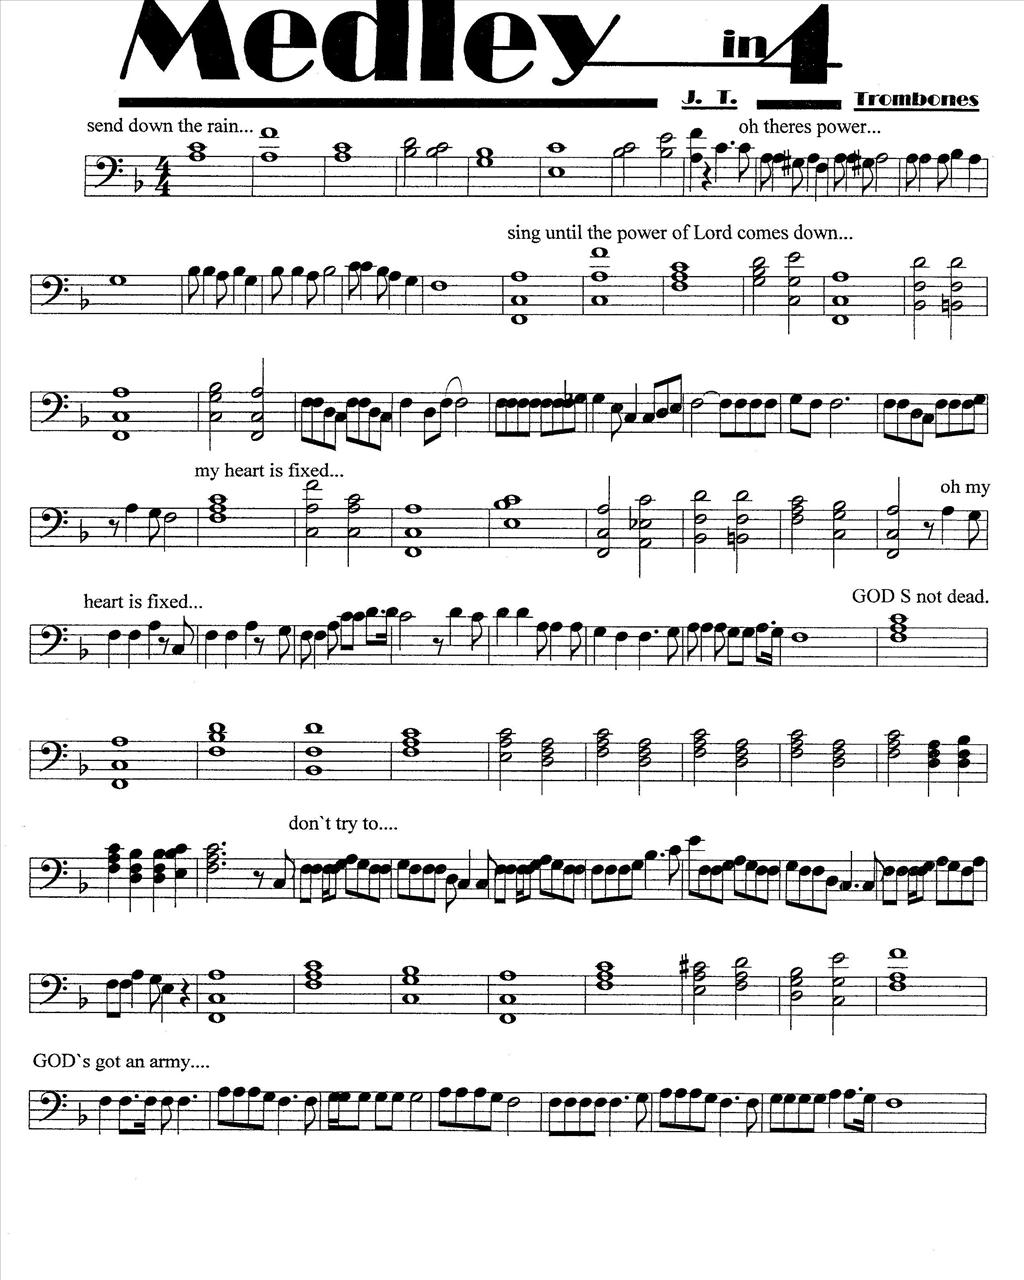 Medley in 4
J. T. Trombones
send down the rain...
oh theres power...
sing until the power of Lord comes down...
my heart is fixed...
oh my
heart is fixed...
GOD S not dead.
don`t try to....
GOD`s got an army....